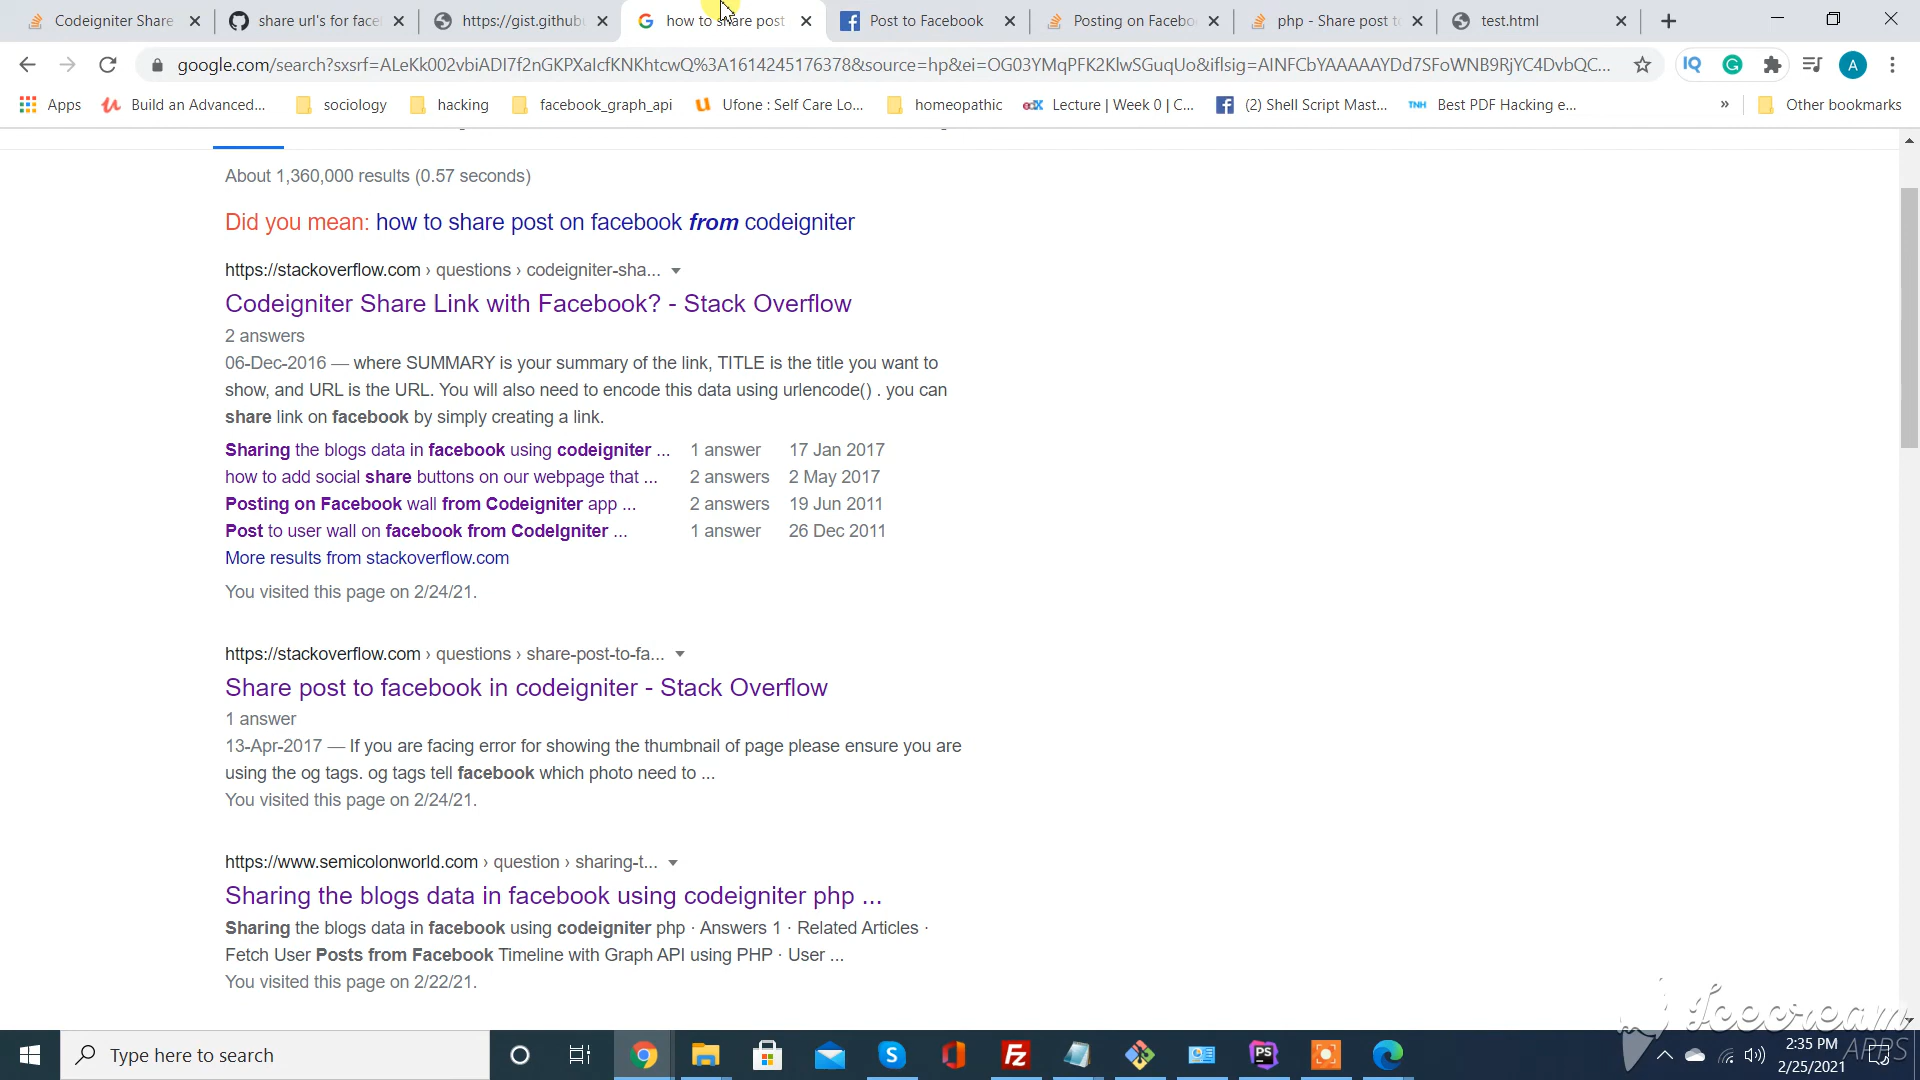 Codeigniter Share
share url's for face
https://gist.github
how to share post
Post to Facebook
Posting on Facebo
php - Share post to
test.html
google.com/search?sxsrf=ALeKk002vbiADI7f2nGKPXaIcfKNKhtcwQ%3A1614245176378&source=hp&ei=OG03YMqPFK2KlwSGuqUo&iflsig=AINFCbYAAAAAYDd7SFoWNB9RjYC4DvbQC...
IQ
G
A
Apps
Build an Advanced...
sociology
hacking
facebook_graph_api
Ufone : Self Care Lo...
homeopathic
edX
Lecture | Week 0 | C...
(2) Shell Script Mast...
TNH
Best PDF Hacking e...
»
Other bookmarks
About 1,360,000 results (0.57 seconds)
Did you mean: how to share post on facebook from codeigniter
https://stackoverflow.com › questions › codeigniter-sha...
Codeigniter Share Link with Facebook? - Stack Overflow
2 answers
06-Dec-2016 — where SUMMARY is your summary of the link, TITLE is the title you want to
show, and URL is the URL. You will also need to encode this data using urlencode() . you can
share link on facebook by simply creating a link.
Sharing the blogs data in facebook using codeigniter ... 1 answer 17 Jan 2017
how to add social share buttons on our webpage that ... 2 answers 2 May 2017
Posting on Facebook wall from Codeigniter app ... 2 answers 19 Jun 2011
Post to user wall on facebook from CodeIgniter ... 1 answer 26 Dec 2011
More results from stackoverflow.com
You visited this page on 2/24/21.
https://stackoverflow.com › questions › share-post-to-fa...
Share post to facebook in codeigniter - Stack Overflow
1 answer
13-Apr-2017 — If you are facing error for showing the thumbnail of page please ensure you are
using the og tags. og tags tell facebook which photo need to ...
You visited this page on 2/24/21.
https://www.semicolonworld.com › question › sharing-t...
Sharing the blogs data in facebook using codeigniter php ...
Sharing the blogs data in facebook using codeigniter php · Answers 1 · Related Articles ·
Fetch User Posts from Facebook Timeline with Graph API using PHP · User ...
You visited this page on 2/22/21.
Icecream
APPS
Type here to search
2:35 PM
2/25/2021